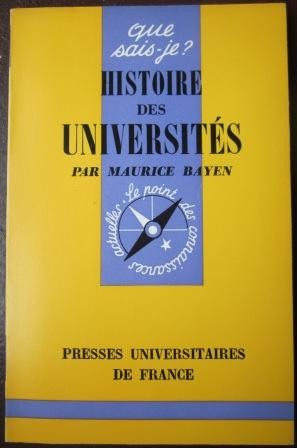 que
sais-je?
HISTOIRE
DES
UNIVERSITÉS
PAR MAURICE BAYEN
Le point des connaissances actuelles
PRESSES UNIVERSITAIRES
DE FRANCE